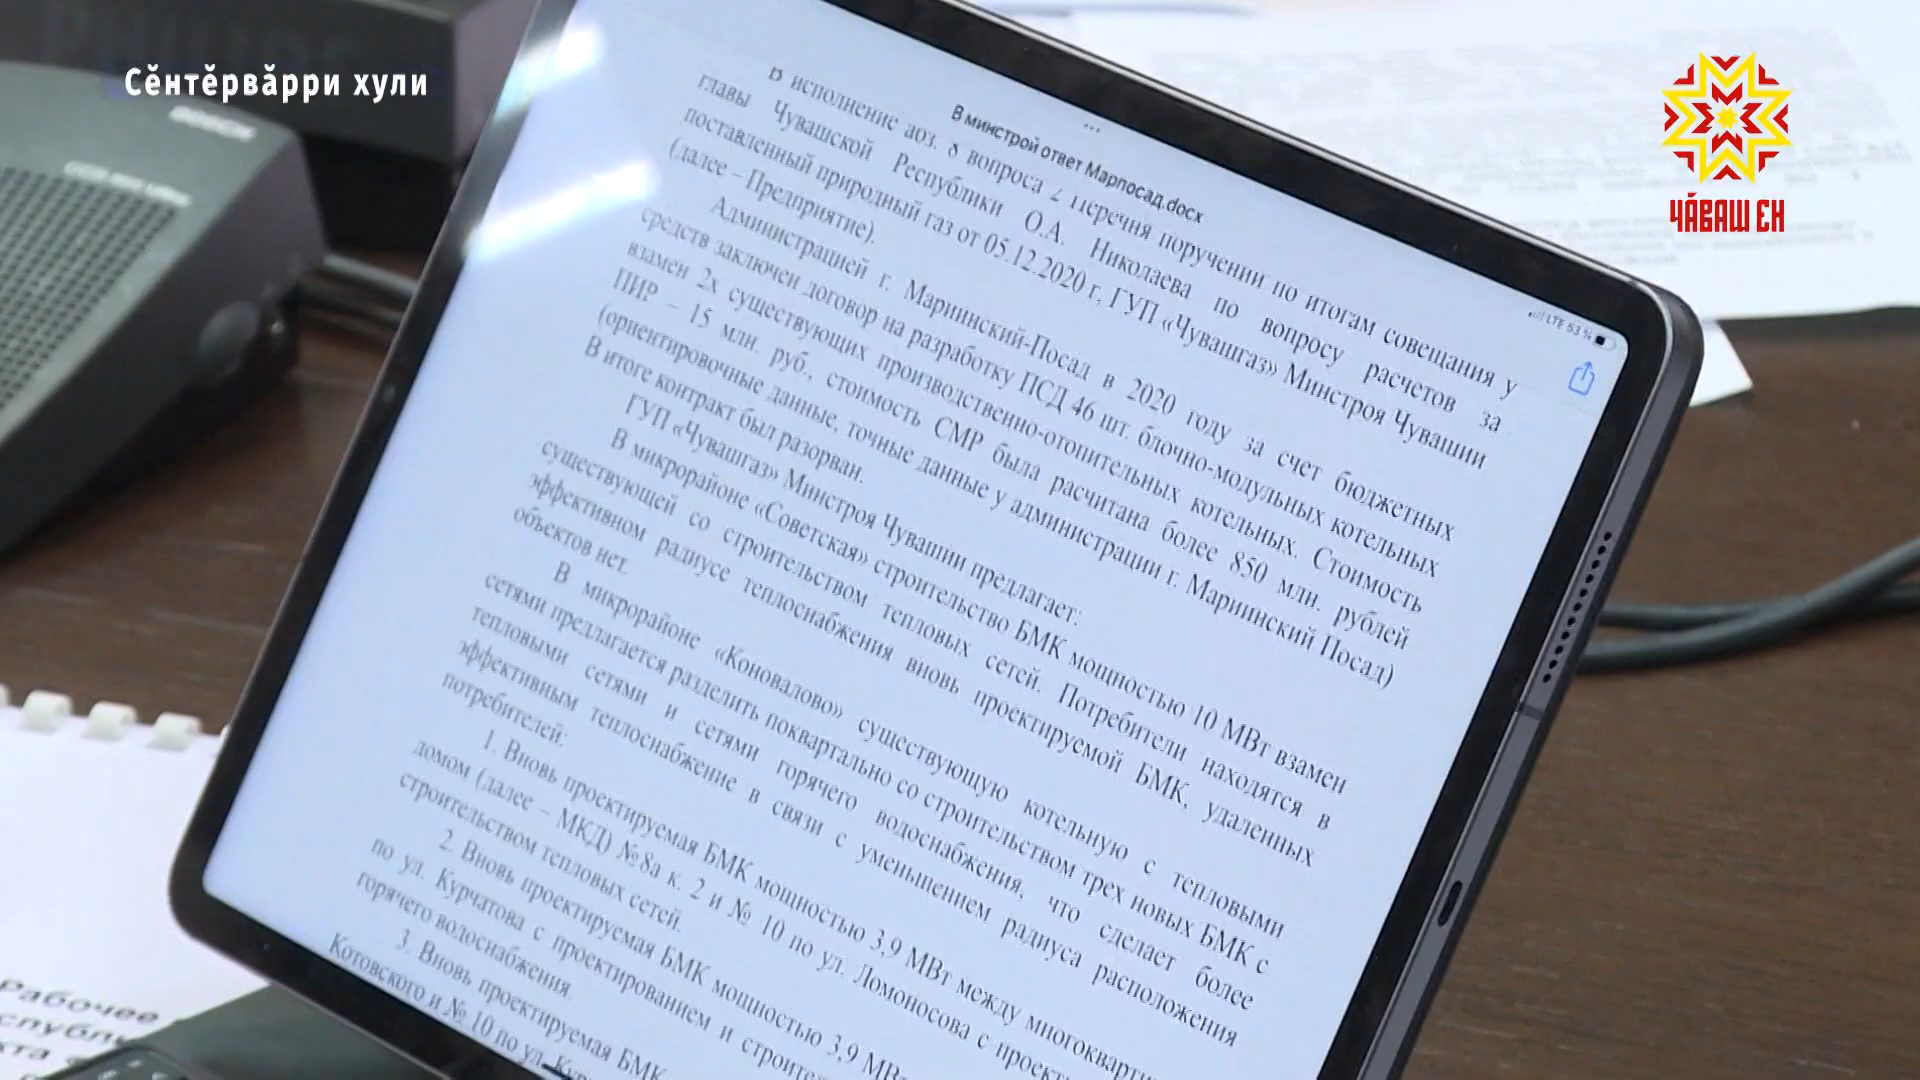 Сӗнтӗрвӑрри хули
ЧӐВАШ ЕН
LTE 53 %
В минстрой ответ Марпосад.docx
В исполнение абз. 8 вопроса 2 Перечня поручений по итогам совещания у
главы Чувашской Республики О.А. Николаева по вопросу расчетов за
поставленный природный газ от 05.12.2020 г, ГУП «Чувашгаз» Минстроя Чувашии
(далее – Предприятие).
Администрацией г. Мариинский-Посад в 2020 году за счет бюджетных
средств заключен договор на разработку ПСД 46 шт. блочно-модульных котельных
взамен 2х существующих производственно-отопительных котельных. Стоимость
ПИР – 15 млн. руб., стоимость СМР была расчитана более 850 млн. рублей
(ориентировочные данные, точные данные у администрации г. Мариинский Посад)
В итоге контракт был разорван.
ГУП «Чувашгаз» Минстроя Чувашии предлагает:
В микрорайоне «Советская» строительство БМК мощностью 10 МВт взамен
существующей со строительством тепловых сетей. Потребители находятся в
эффективном радиусе теплоснабжения вновь проектируемой БМК, удаленных
объектов нет.
В микрорайоне «Коновалово» существующую котельную с тепловыми
сетями предлагается разделить поквартально со строительством трех новых БМК с
тепловыми сетями и сетями горячего водоснабжения, что сделает более
эффективным теплоснабжение в связи с уменьшением радиуса расположения
потребителей:
1. Вновь проектируемая БМК мощностью 3,9 МВт между многокварти
домом (далее – МКД) №8а к. 2 и № 10 по ул. Ломоносова с проект
строительством тепловых сетей.
2. Вновь проектируемая БМК мощностью 3,9 МВт
по ул. Курчатова с проектированием и строител
горячего водоснабжения.
3. Вновь проектируемая БМК
Котовского и № 10 по ул. Кур
Рабочее